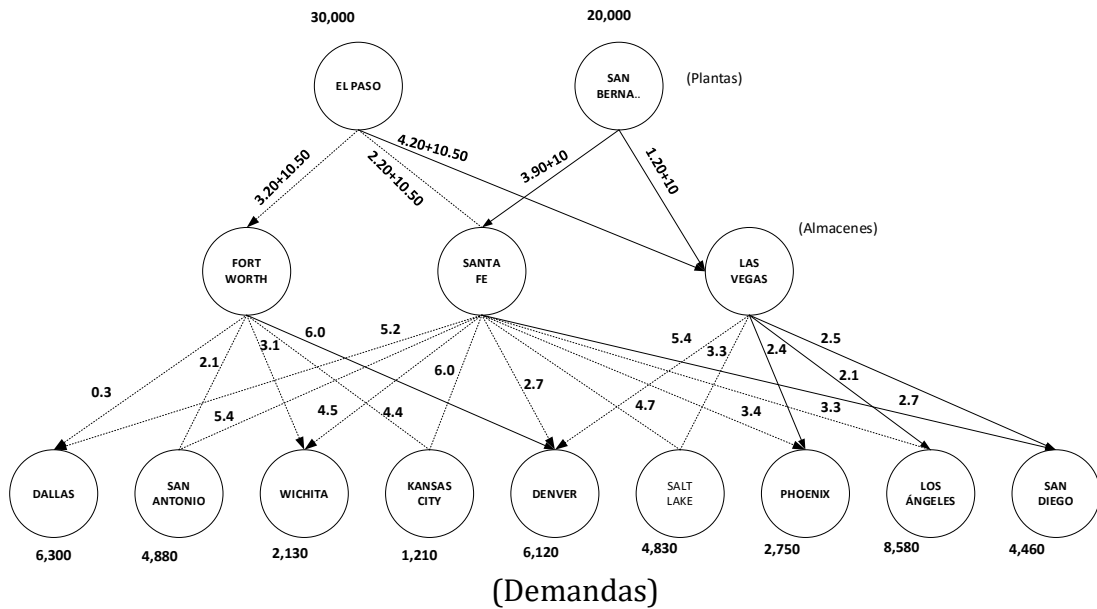 30,000
20,000
EL PASO
SAN
BERNA..
(Plantas)
3.20+10.50
2.20+10.50
4.20+10.50
3.90+10
1.20+10
(Almacenes)
FORT
WORTH
SANTA
FE
LAS
VEGAS
0.3
2.1
3.1
6.0
5.2
5.4
4.5
4.4
6.0
2.7
4.7
5.4
3.3
2.4
3.4
2.1
3.3
2.5
2.7
DALLAS
SAN
ANTONIO
WICHITA
KANSAS
CITY
DENVER
SALT
LAKE
PHOENIX
LOS
ÁNGELES
SAN
DIEGO
6,300
4,880
2,130
1,210
6,120
4,830
2,750
8,580
4,460
(Demandas)